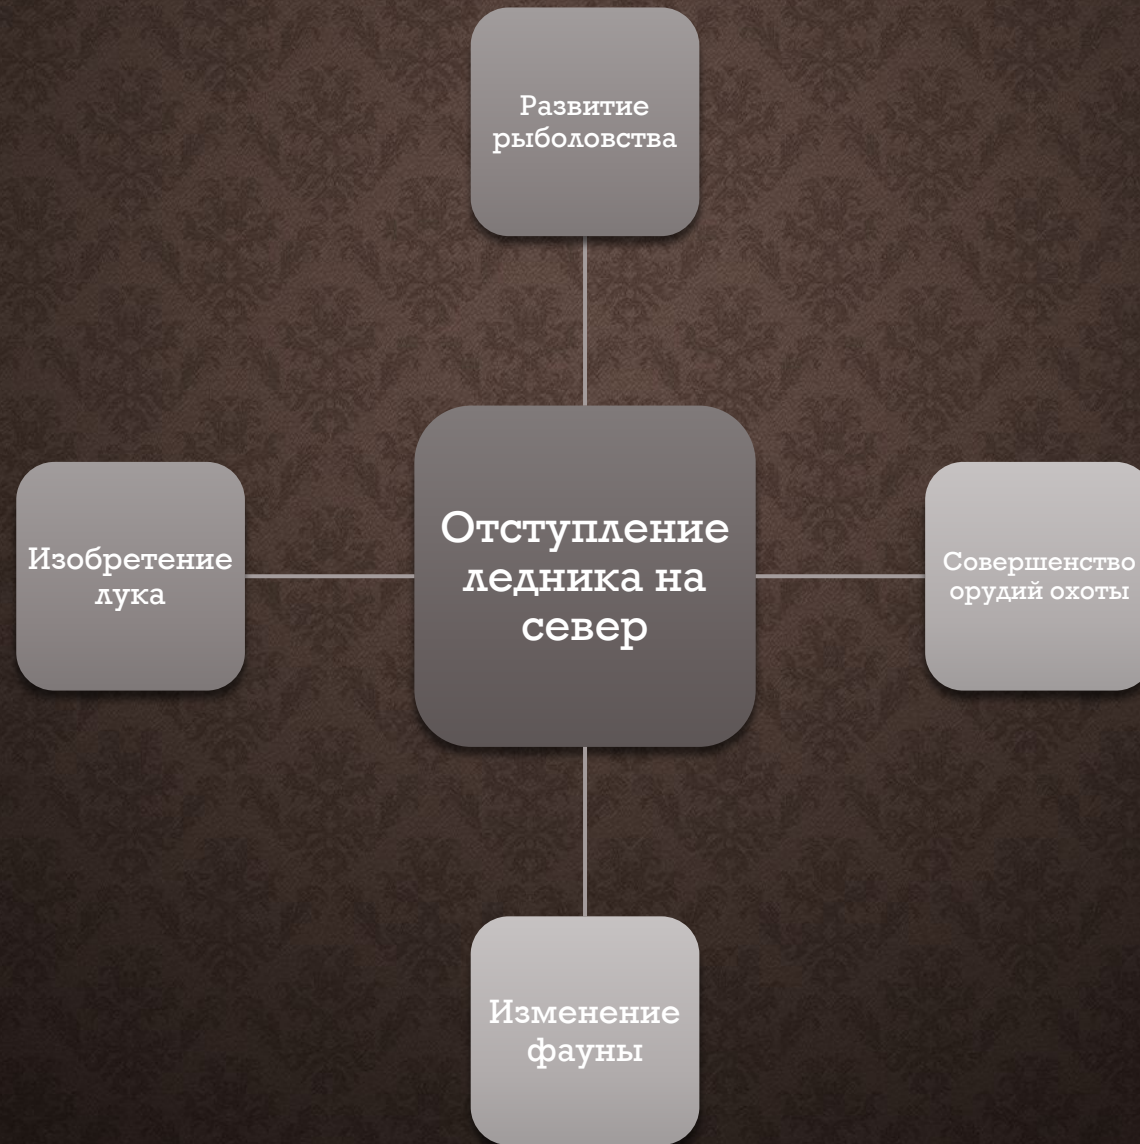 Развитие
рыболовства
Изобретение
лука
Отступление
ледника на
север
Совершенство
орудий охоты
Изменение
фауны